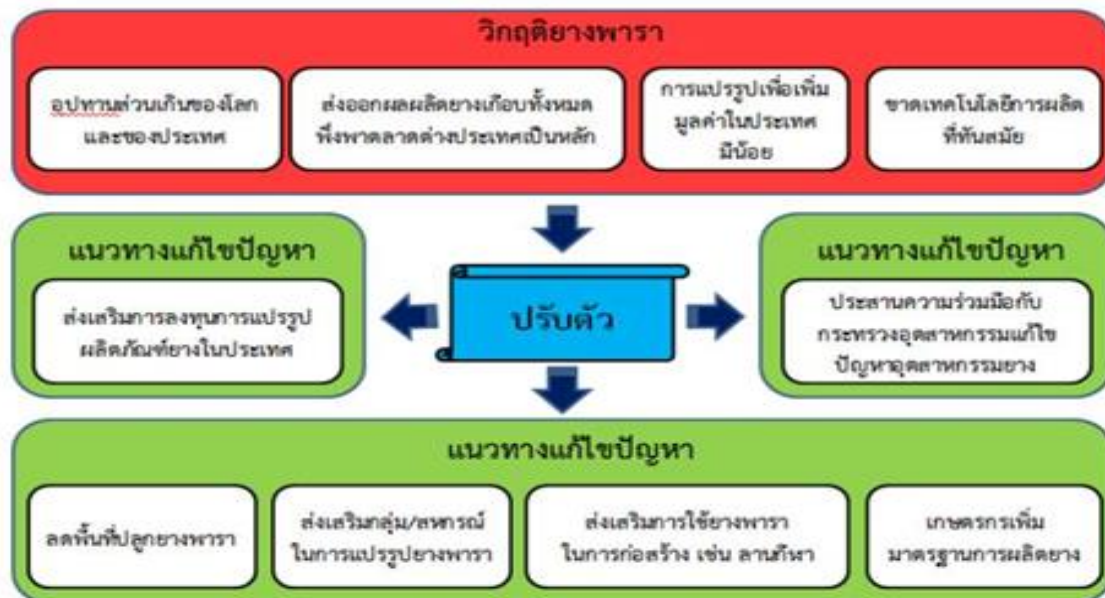 วิกฤติยางพารา
อุปทานส่วนเกินของโลก
และของประเทศ
ส่งออกผลผลิตยางเกือบทั้งหมด
พึ่งพาตลาดต่างประเทศเป็นหลัก
การแปรรูปเพื่อเพิ่ม
มูลค่าในประเทศ
มีน้อย
ขาดเทคโนโลยีการผลิต
ที่ทันสมัย
แนวทางแก้ไขปัญหา
ส่งเสริมการลงทุนการแปรรูป
ผลิตภัณฑ์ยางในประเทศ
ปรับตัว
แนวทางแก้ไขปัญหา
ประสานความร่วมมือกับ
กระทรวงอุตสาหกรรมแก้ไข
ปัญหาอุตสาหกรรมยาง
แนวทางแก้ไขปัญหา
ลดพื้นที่ปลูกยางพารา
ส่งเสริมกลุ่ม/สหกรณ์
ในการแปรรูปยางพารา
ส่งเสริมการใช้ยางพารา
ในการก่อสร้าง เช่น ลานกีฬา
เกษตรกรเพิ่ม
มาตรฐานการผลิตยาง